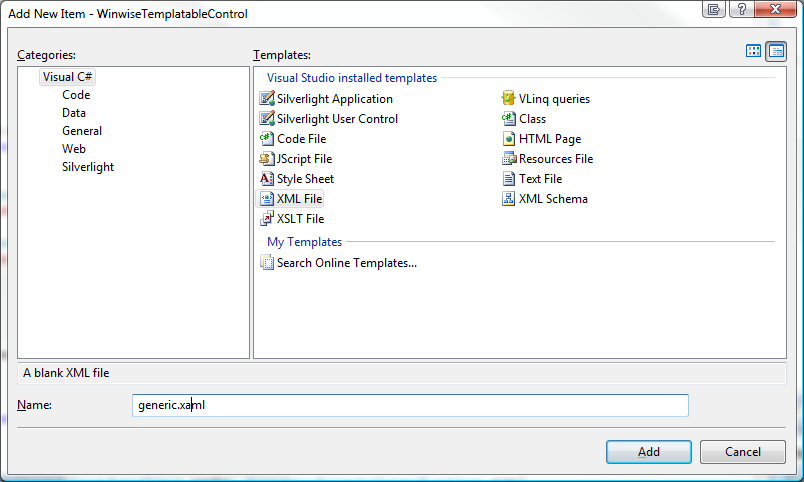 Add New Item - WinwiseTemplatableControl
Categories:
Templates:
Visual C#
Code
Data
General
Web
Silverlight
Visual Studio installed templates
Silverlight Application
VLinq queries
Silverlight User Control
Class
Code File
HTML Page
JScript File
Resources File
Style Sheet
Text File
XML File
XML Schema
XSLT File
My Templates
Search Online Templates...
A blank XML file
Name:
generic.xaml
Add
Cancel